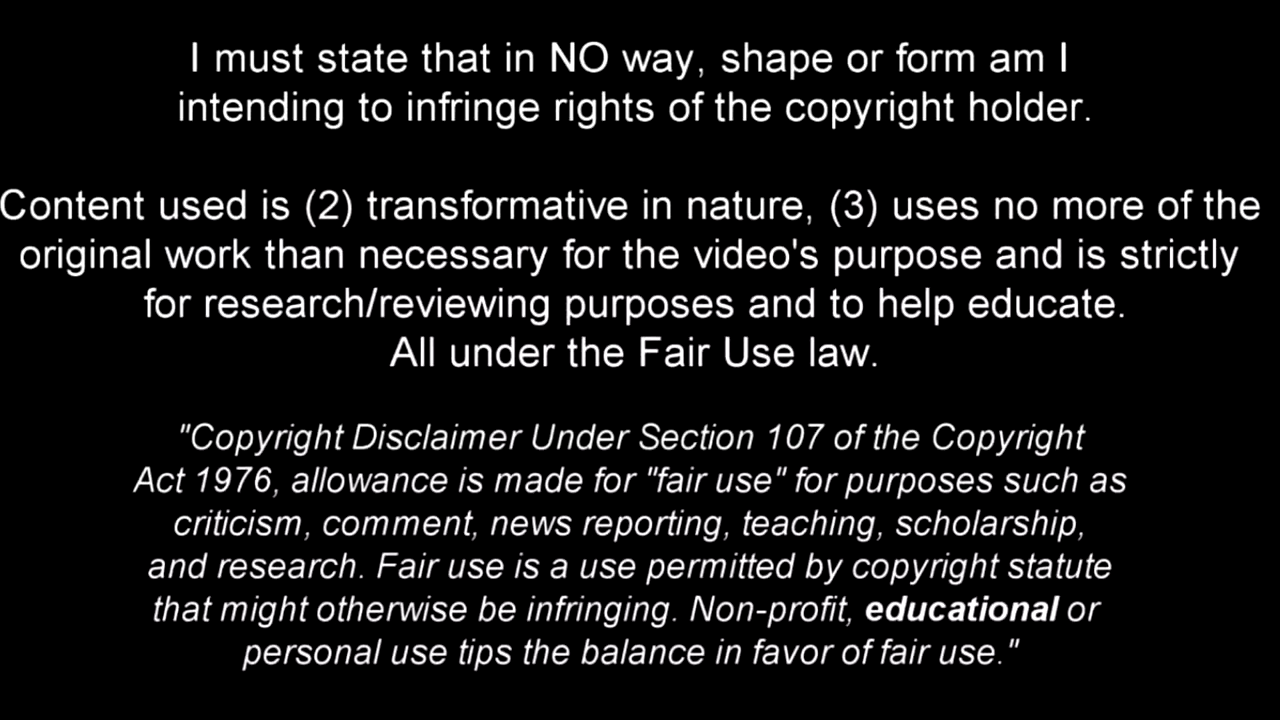 I must state that in NO way, shape or form am I
intending to infringe rights of the copyright holder.
Content used is (2) transformative in nature, (3) uses no more of the
original work than necessary for the video's purpose and is strictly
for research/reviewing purposes and to help educate.
All under the Fair Use law.
"Copyright Disclaimer Under Section 107 of the Copyright
Act 1976, allowance is made for "fair use" for purposes such as
criticism, comment, news reporting, teaching, scholarship,
and research. Fair use is a use permitted by copyright statute
that might otherwise be infringing. Non-profit, educational or
personal use tips the balance in favor of fair use."